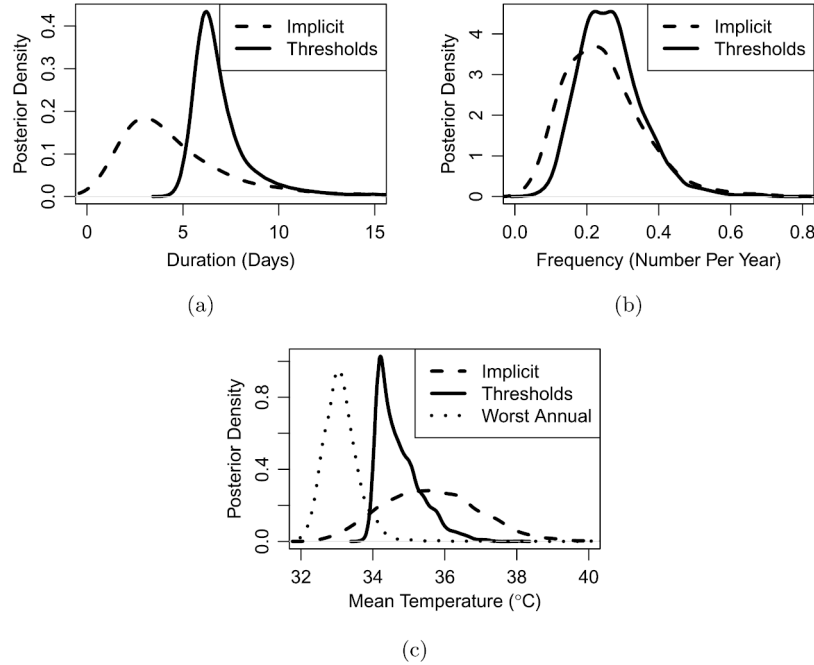 Implicit
Thresholds
Posterior Density
0.0 0.1 0.2 0.3 0.4
0 5 10 15
Duration (Days)
(a)
Implicit
Thresholds
Posterior Density
0 1 2 3 4
0.0 0.2 0.4 0.6 0.8
Frequency (Number Per Year)
(b)
Implicit
Thresholds
Worst Annual
Posterior Density
0.0 0.4 0.8
32 34 36 38 40
Mean Temperature (°C)
(c)